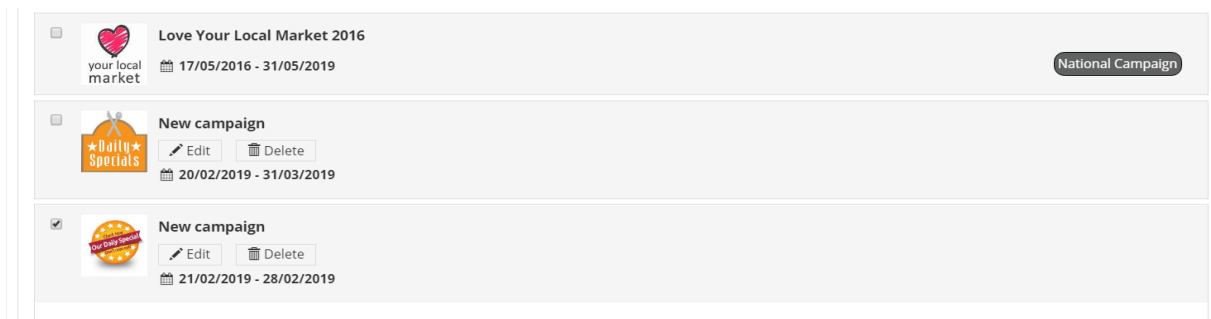 Love Your Local Market 2016
your local
market
17/05/2016 - 31/05/2019
National Campaign
New campaign
Daily
Specials
Edit
Delete
20/02/2019 - 31/03/2019
New campaign
Our Daily Special
Edit
Delete
21/02/2019 - 28/02/2019